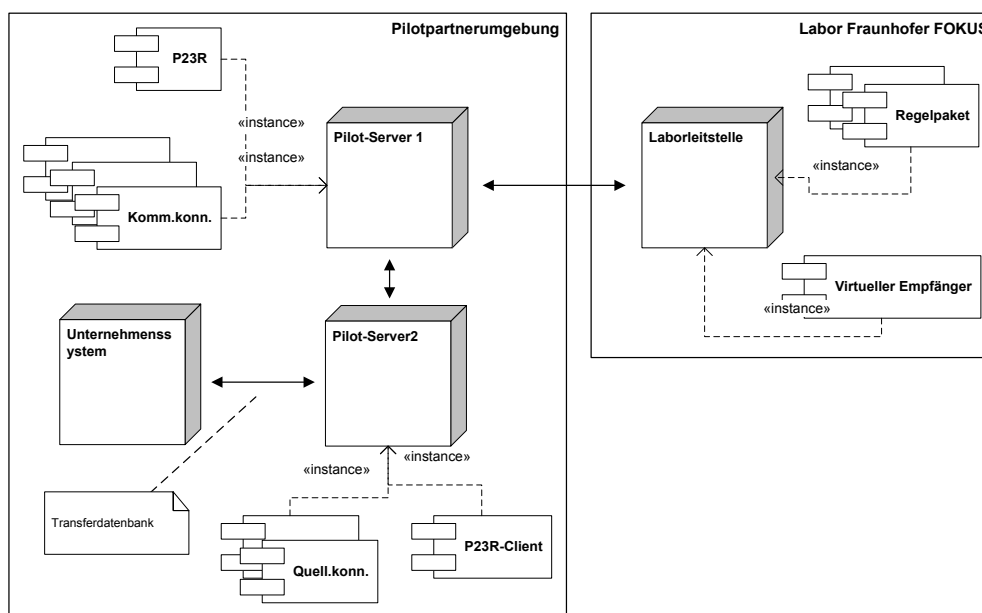 Pilotpartnerumgebung
P23R
«instance»
«instance»
Pilot-Server 1
Komm.konn.
Unternehmenss
ystem
Pilot-Server2
«instance»
«instance»
Transferdatenbank
Quell.konn.
P23R-Client
Labor Fraunhofer FOKUS
Regelpaket
Laborleitstelle
«instance»
Virtueller Empfänger
«instance»